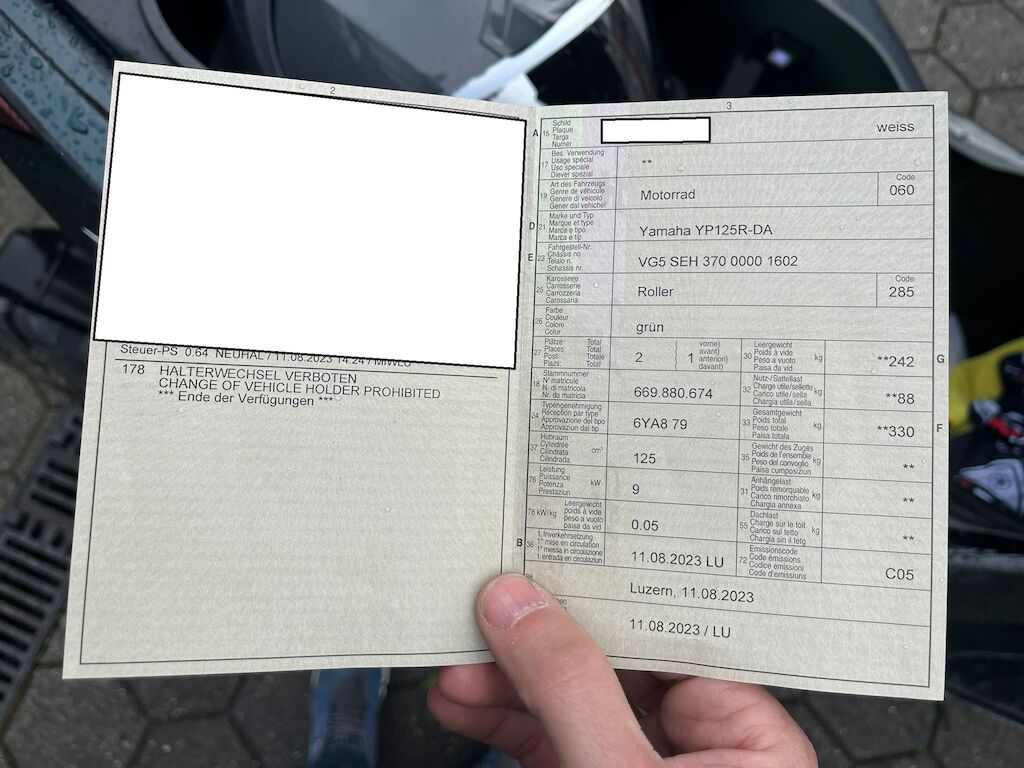 2
Steuer-PS 0.64 NEUHAL / 11.08.2023 14:24 / MIWEO
178 HALTERWECHSEL VERBOTEN
CHANGE OF VEHICLE HOLDER PROHIBITED
*** Ende der Verfügungen ***
3
A 15 Schild
Plaque
Targa
Numer
weiss
17 Bes. Verwendung
Usage spécial
Uso speciale
Diever spezial
**
19 Art des Fahrzeugs
Genre de véhicule
Genere di veicolo
Gener dal vehichel
Motorrad
Code
060
D 21 Marke und Typ
Marque et type
Marca e tipo
Marca e tip
Yamaha YP125R-DA
E 23 Fahrgestell-Nr.
Châssis no
Telaio n.
Schassis nr.
VG5 SEH 370 0000 1602
25 Karosserie
Carrosserie
Carrozzeria
Carossaria
Roller
Code
285
26 Farbe
Couleur
Colore
Colur
grün
27 Plätze: Total
Places: Total
Posti: Totale
Plazs: Total
2
1
vorne)
avant)
anteriori)
davant)
30 Leergewicht
Poids à vide
Peso a vuoto
Paisa da vid
kg
**242
G
18 Stammnummer
N° matricule
N. di matricola
Nr. da matricla
669.880.674
32 Nutz-/Sattellast
Charge utile/sellette
Carico utile/sella
Chargia utila/sella
kg
**88
24 Typengenehmigung
Réception par type
Approvazione del tipo
Approvaziun dal tip
6YA8 79
33 Gesamtgewicht
Poids total
Peso totale
Paisa totala
kg
**330
F
37 Hubraum
Cylindrée
Cilindrata
Cilindrada
cm³
125
35 Gewicht des Zuges
Poids de l'ensemble
Peso del convoglio
Paisa cumposiziun
kg
**
76 Leistung
Puissance
Potenza
Prestaziun
kW
9
31 Anhängelast
Poids remorquable
Carico rimorchiato
Chargia annexa
kg
**
78 kW/kg
Leergewicht
poids à vide
peso a vuoto
paisa da vid
0.05
55 Dachlast
Charge sur le toit
Carico sul tetto
Chargia sin il tetg
kg
**
B 36 1. Inverkehrsetzung
1re mise en circulation
1a messa in circolazione
1. entrada en circulaziun
11.08.2023 LU
72 Emissionscode
Code émissions
Codice emissioni
Code d'emissiuns
C05
38
Luzern, 11.08.2023
11.08.2023 / LU